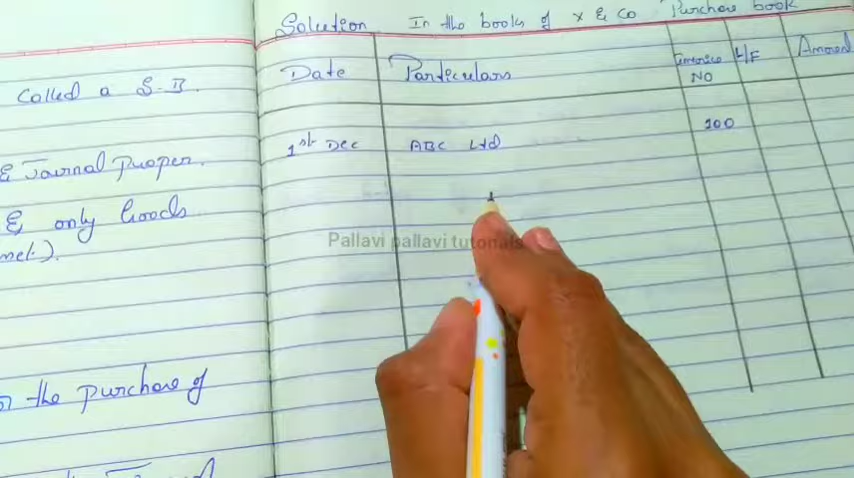 Solution In the books of X & Co Purchase book
Date Particulars Invoice NO L/F Amount
1st Dec ABC Ltd 100
Called a S.B.
& Journal Proper.
& only Goods
the purchase of
Pallavi pallavi tutorials